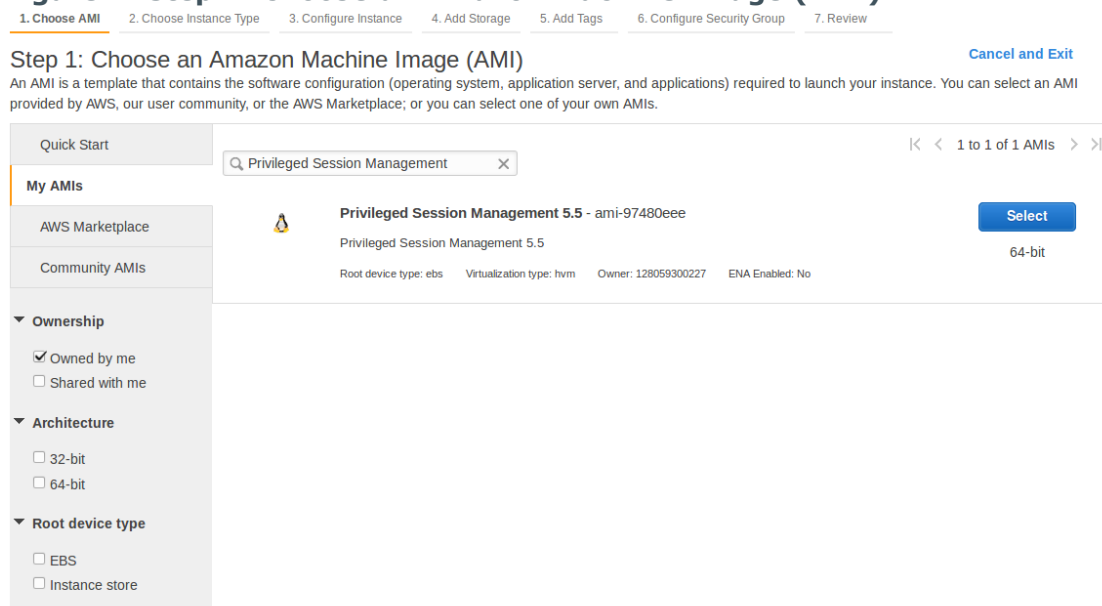 1. Choose AMI 2. Choose Instance Type 3. Configure Instance 4. Add Storage 5. Add Tags 6. Configure Security Group 7. Review
Step 1: Choose an Amazon Machine Image (AMI) Cancel and Exit
An AMI is a template that contains the software configuration (operating system, application server, and applications) required to launch your instance. You can select an AMI
provided by AWS, our user community, or the AWS Marketplace; or you can select one of your own AMIs.
Quick Start
1 to 1 of 1 AMIs
Privileged Session Management
My AMIs
AWS Marketplace
Community AMIs
Privileged Session Management 5.5 - ami-97480eee
Select
Privileged Session Management 5.5
64-bit
Root device type: ebs Virtualization type: hvm Owner: 128059300227 ENA Enabled: No
Ownership
Owned by me
Shared with me
Architecture
32-bit
64-bit
Root device type
EBS
Instance store